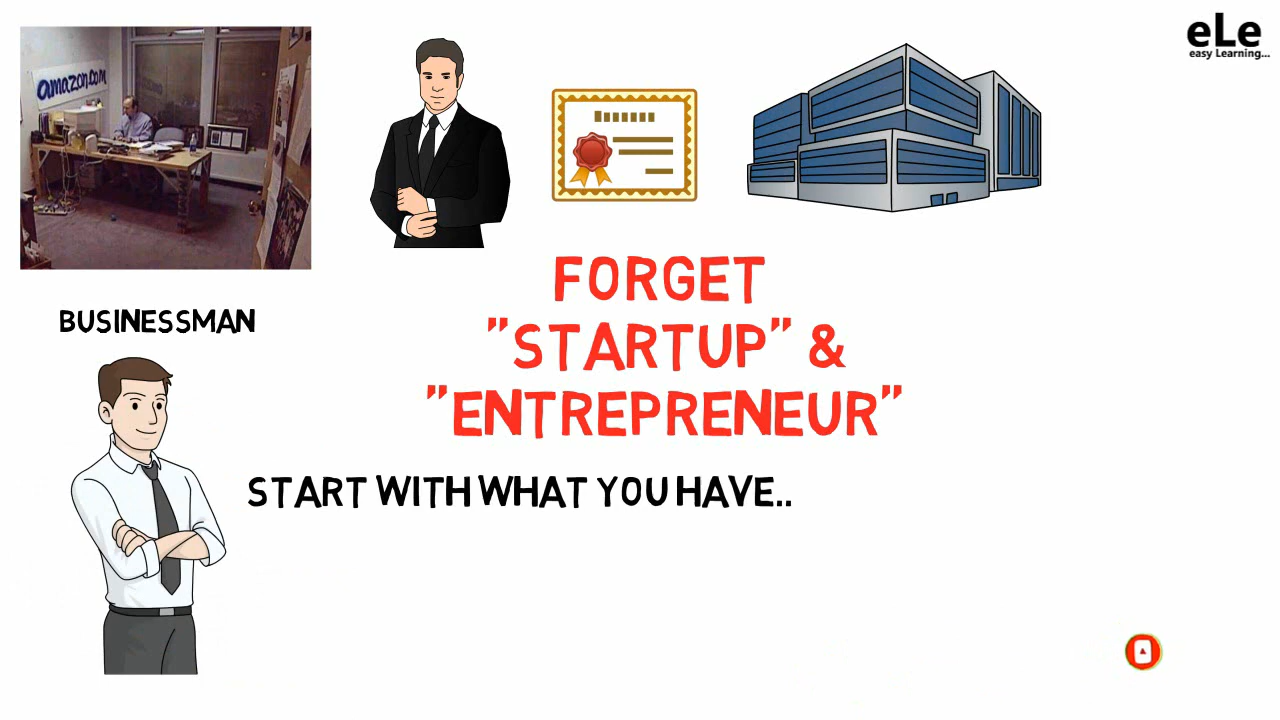 amazon.com
eLe
easy Learning...
FORGET
"STARTUP" &
"ENTREPRENEUR"
BUSINESSMAN
START WITH WHAT YOU HAVE..